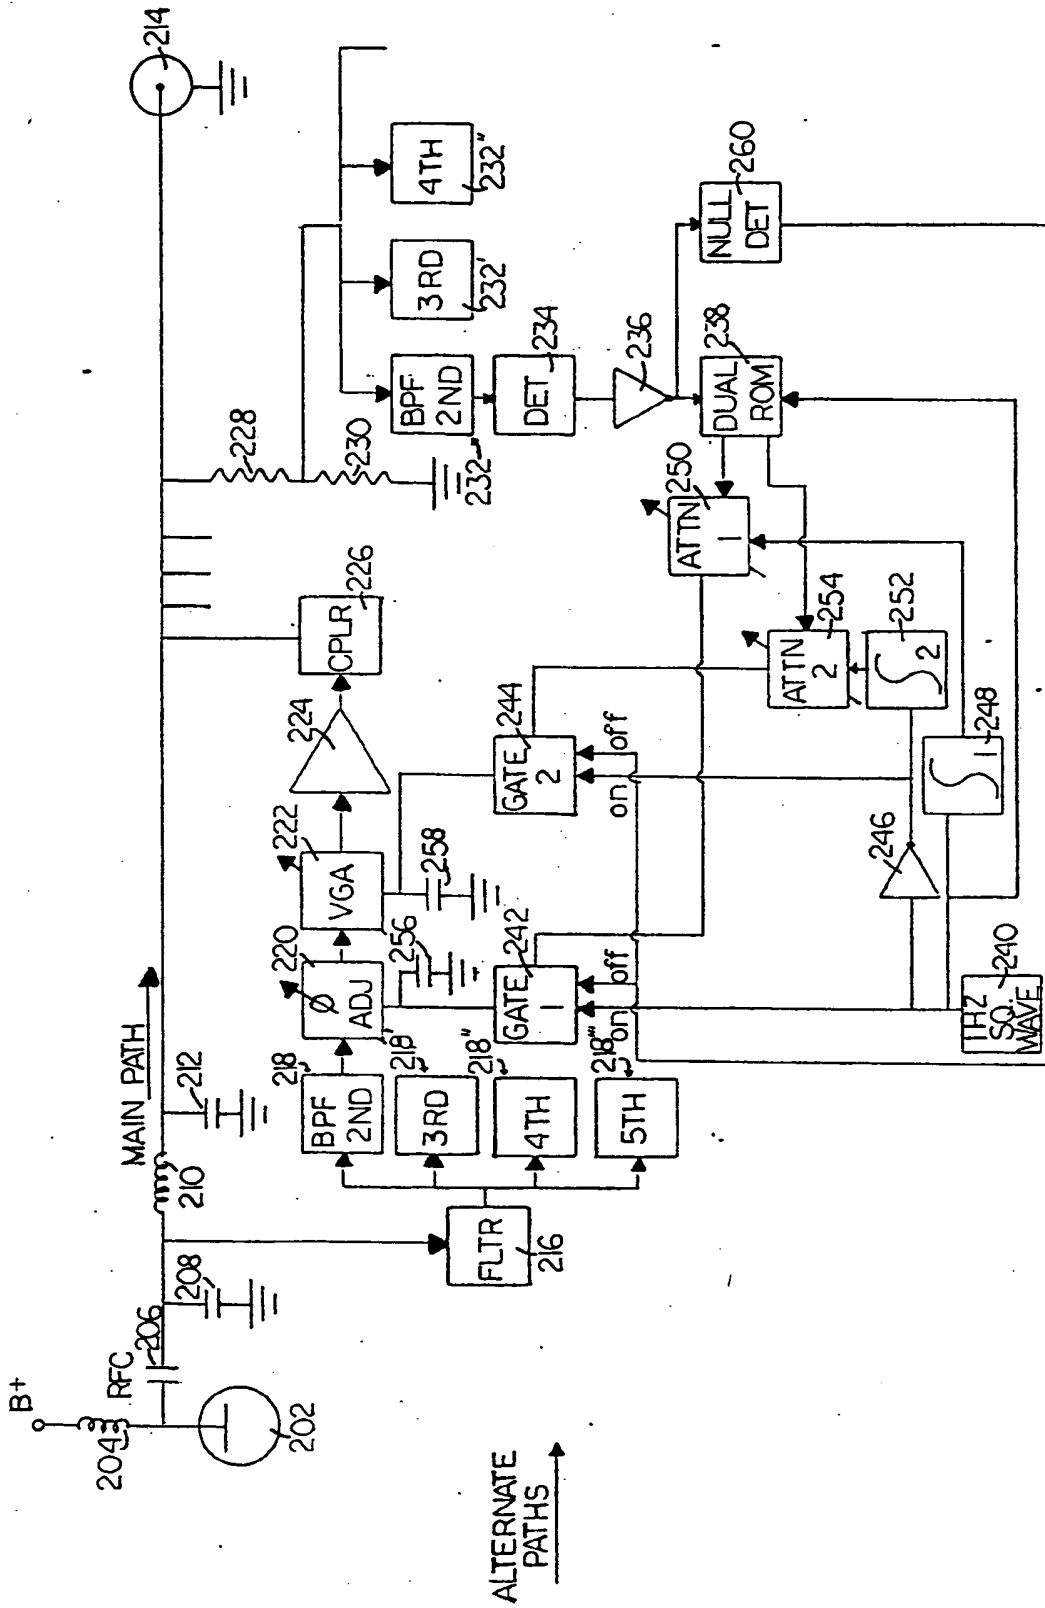 B+
204
RFC
206
202
208
210
212
MAIN PATH
214
ALTERNATE
PATHS
FLTR
216
BPF
2ND
218
3RD
218'
4TH
218"
5TH
218'''
Ø
ADJ
220
VGA
222
224
CPLR
226
228
230
256
258
GATE
1
242
on
off
GATE
2
244
on
off
BPF
2ND
232
3RD
232'
4TH
232"
DET
234
236
DUAL
ROM
238
NULL
DET
260
ATTN
1
250
ATTN
2
254
∫
2
252
∫
1
248
246
1HZ
SQ.
WAVE
240